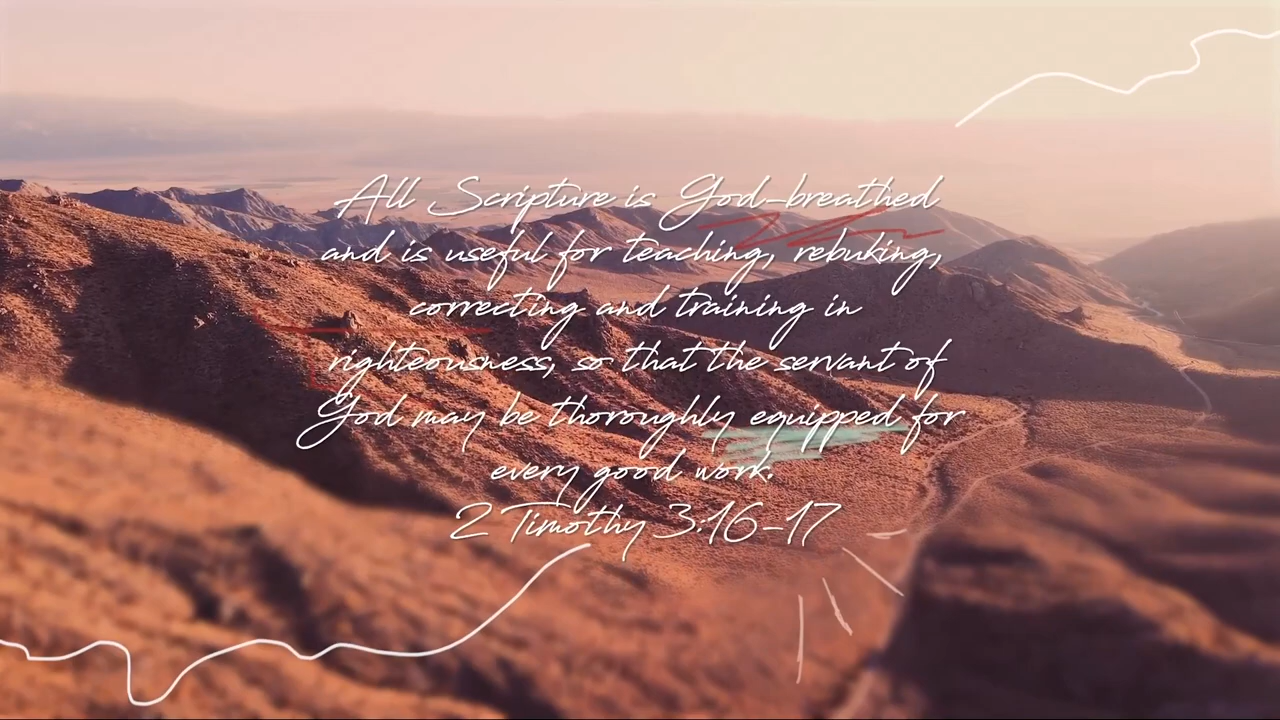 All Scripture is God-breathed
and is useful for teaching, rebuking,
correcting and training in
righteousness, so that the servant of
God may be thoroughly equipped for
every good work.
2 Timothy 3:16-17